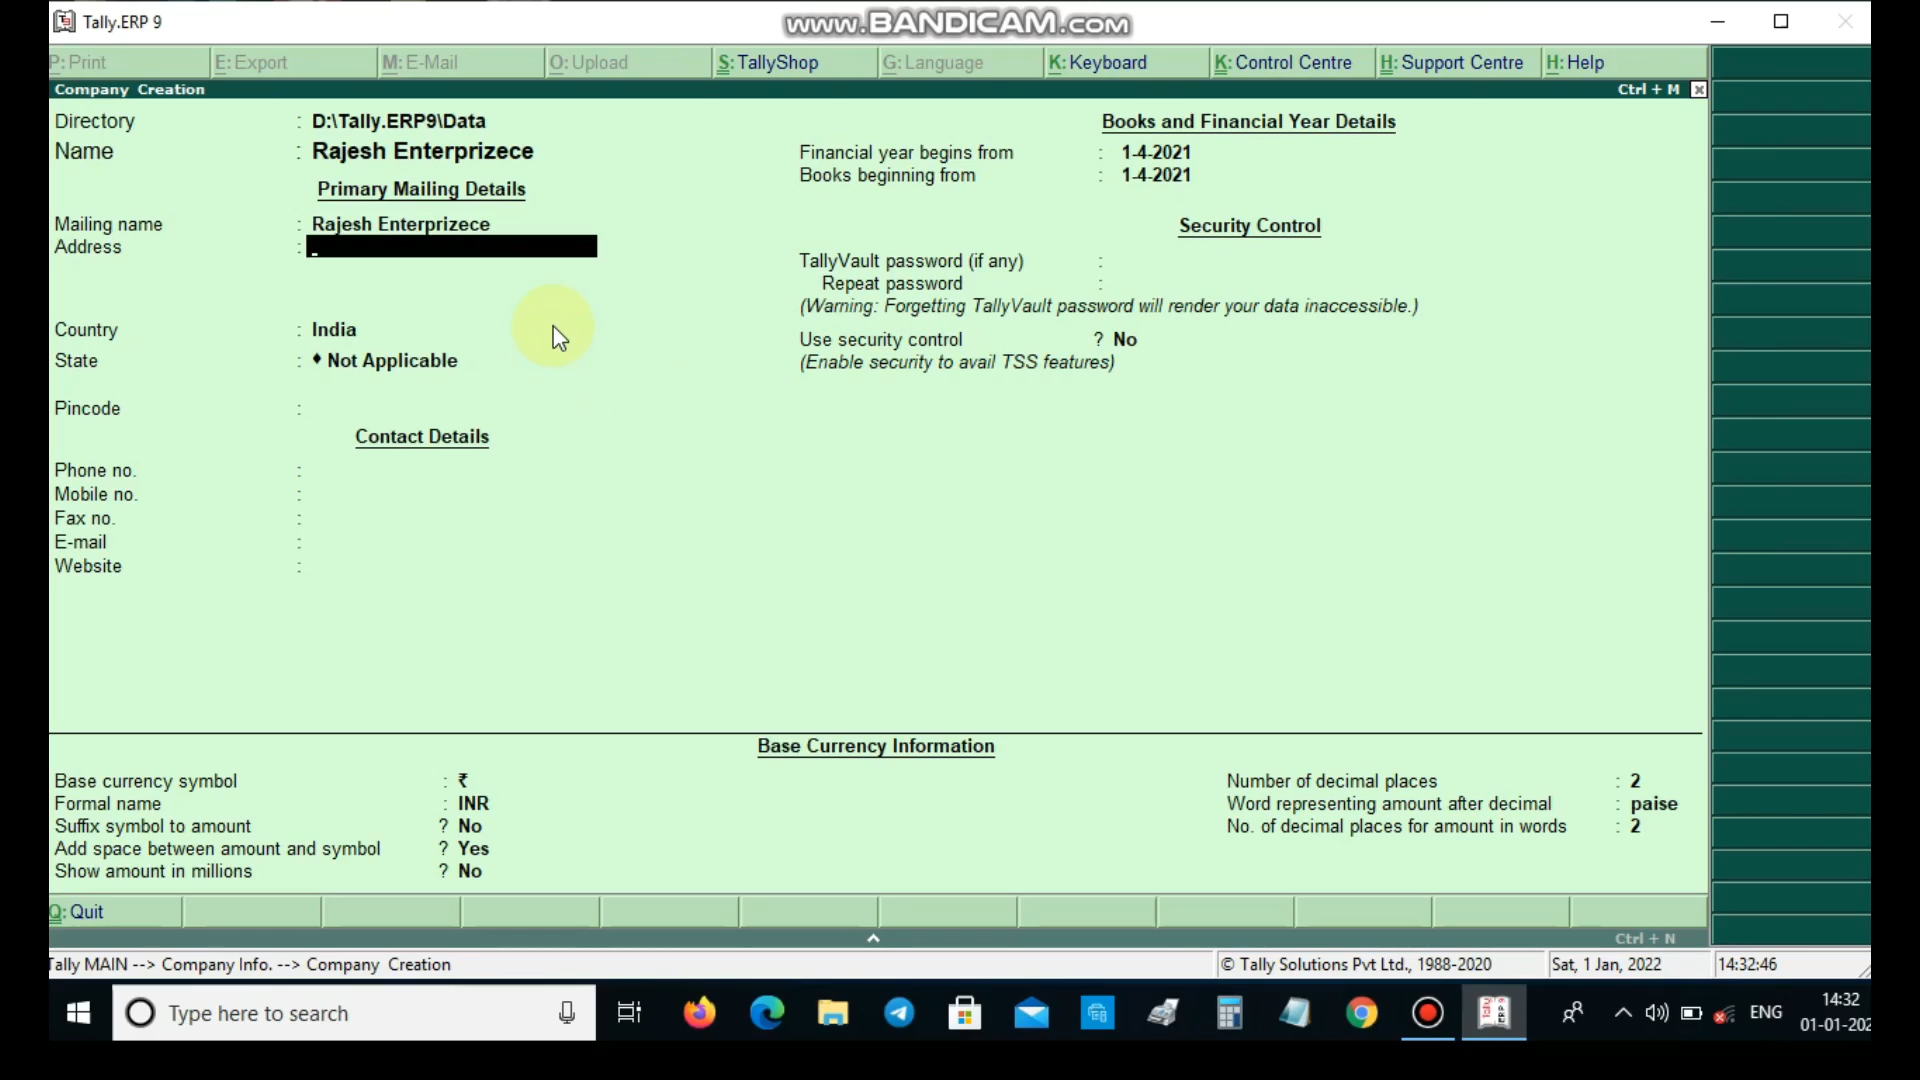 Tally.ERP 9
www.BANDICAM.com
P: Print
E: Export
M: E-Mail
O: Upload
S: TallyShop
G: Language
K: Keyboard
K: Control Centre
H: Support Centre
H: Help
Company Creation
Ctrl + M
Directory : D:\Tally.ERP9\Data
Name : Rajesh Enterprizece
Primary Mailing Details
Mailing name : Rajesh Enterprizece
Address :
Country : India
State : ♦ Not Applicable
Pincode :
Contact Details
Phone no. :
Mobile no. :
Fax no. :
E-mail :
Website :
Books and Financial Year Details
Financial year begins from : 1-4-2021
Books beginning from : 1-4-2021
Security Control
TallyVault password (if any) :
Repeat password :
(Warning: Forgetting TallyVault password will render your data inaccessible.)
Use security control ? No
(Enable security to avail TSS features)
Base Currency Information
Base currency symbol : ₹
Formal name : INR
Suffix symbol to amount ? No
Add space between amount and symbol ? Yes
Show amount in millions ? No
Number of decimal places : 2
Word representing amount after decimal : paise
No. of decimal places for amount in words : 2
Q: Quit
Ctrl + N
Tally MAIN --> Company Info. --> Company Creation
© Tally Solutions Pvt Ltd., 1988-2020
Sat, 1 Jan, 2022
14:32:46
Type here to search
ENG
14:32
01-01-202